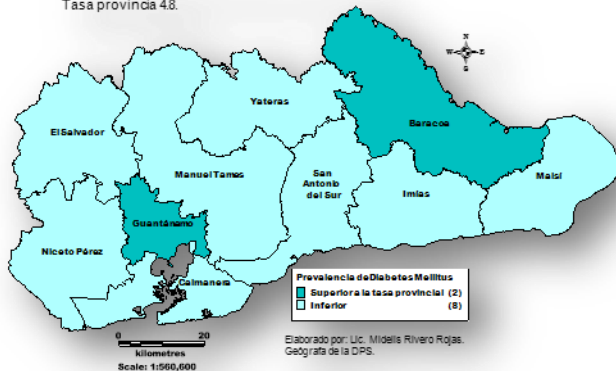 Tasa provincia 4.8.
N
W E
S
Yateras
El Salvador
Baracoa
Manuel Tames
San
Antonio
del Sur
Maisí
Imías
Guantánamo
Niceto Pérez
Caimanera
Prevalencia de Diabetes Mellitus
Superior a la tasa provincial (2)
Inferior (8)
0 20
kilometres
Scale: 1:560,600
Elaborado por: Lic. Midelis Rivero Rojas.
Geógrafa de la DPS.